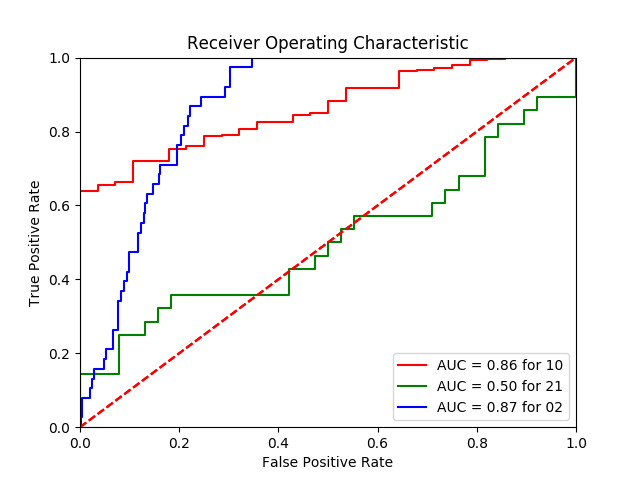 Receiver Operating Characteristic
True Positive Rate
1.0
0.8
0.6
0.4
0.2
0.0
0.0 0.2 0.4 0.6 0.8 1.0
False Positive Rate
AUC = 0.86 for 10
AUC = 0.50 for 21
AUC = 0.87 for 02